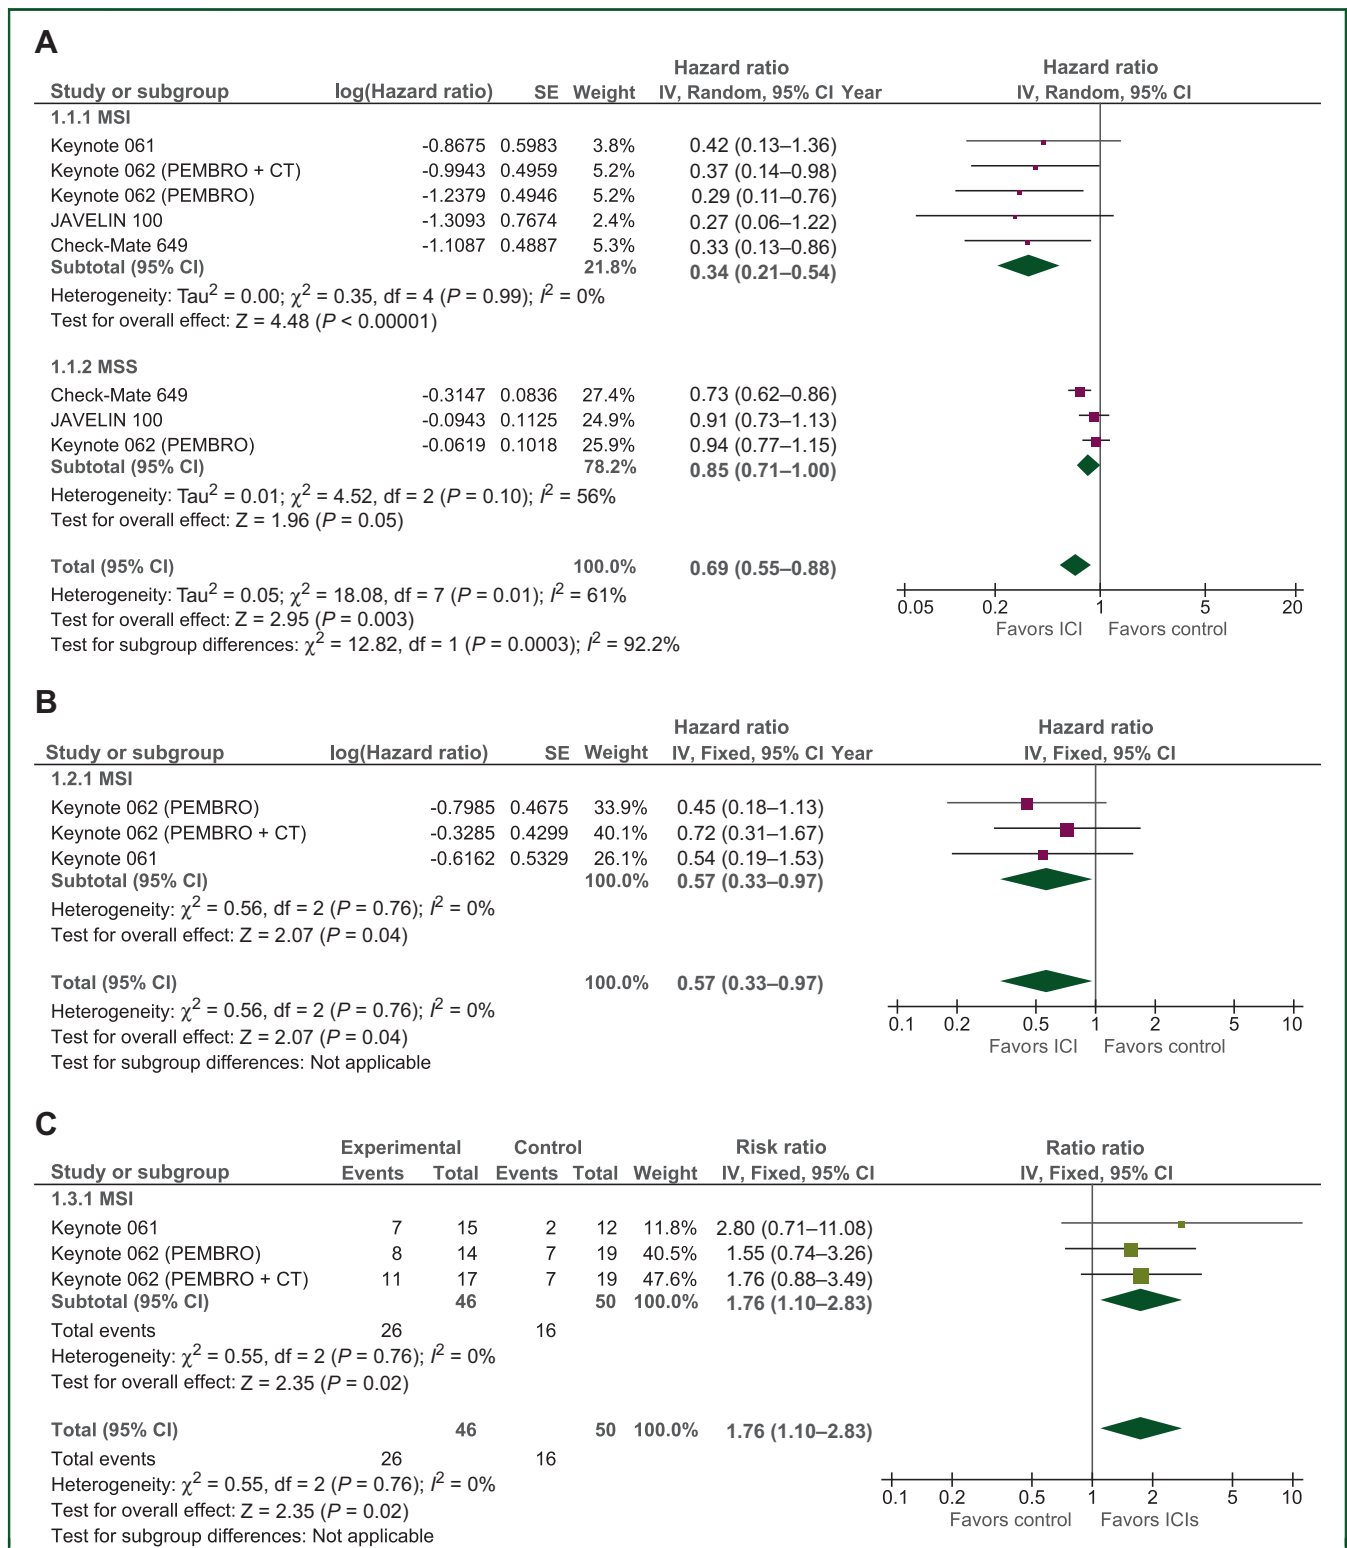 A
Hazard ratio Hazard ratio
Study or subgroup log(Hazard ratio) SE Weight IV, Random, 95% CI Year IV, Random, 95% CI
1.1.1 MSI
Keynote 061 -0.8675 0.5983 3.8% 0.42 (0.13–1.36)
Keynote 062 (PEMBRO + CT) -0.9943 0.4959 5.2% 0.37 (0.14–0.98)
Keynote 062 (PEMBRO) -1.2379 0.4946 5.2% 0.29 (0.11–0.76)
JAVELIN 100 -1.3093 0.7674 2.4% 0.27 (0.06–1.22)
Check-Mate 649 -1.1087 0.4887 5.3% 0.33 (0.13–0.86)
Subtotal (95% CI) 21.8% 0.34 (0.21–0.54)
Heterogeneity: Tau² = 0.00; χ² = 0.35, df = 4 (P = 0.99); I² = 0%
Test for overall effect: Z = 4.48 (P < 0.00001)
1.1.2 MSS
Check-Mate 649 -0.3147 0.0836 27.4% 0.73 (0.62–0.86)
JAVELIN 100 -0.0943 0.1125 24.9% 0.91 (0.73–1.13)
Keynote 062 (PEMBRO) -0.0619 0.1018 25.9% 0.94 (0.77–1.15)
Subtotal (95% CI) 78.2% 0.85 (0.71–1.00)
Heterogeneity: Tau² = 0.01; χ² = 4.52, df = 2 (P = 0.10); I² = 56%
Test for overall effect: Z = 1.96 (P = 0.05)
Total (95% CI) 100.0% 0.69 (0.55–0.88)
Heterogeneity: Tau² = 0.05; χ² = 18.08, df = 7 (P = 0.01); I² = 61%
Test for overall effect: Z = 2.95 (P = 0.003)
Test for subgroup differences: χ² = 12.82, df = 1 (P = 0.0003); I² = 92.2%
0.05 0.2 1 5 20
Favors ICI Favors control
B
Hazard ratio Hazard ratio
Study or subgroup log(Hazard ratio) SE Weight IV, Fixed, 95% CI Year IV, Fixed, 95% CI
1.2.1 MSI
Keynote 062 (PEMBRO) -0.7985 0.4675 33.9% 0.45 (0.18–1.13)
Keynote 062 (PEMBRO + CT) -0.3285 0.4299 40.1% 0.72 (0.31–1.67)
Keynote 061 -0.6162 0.5329 26.1% 0.54 (0.19–1.53)
Subtotal (95% CI) 100.0% 0.57 (0.33–0.97)
Heterogeneity: χ² = 0.56, df = 2 (P = 0.76); I² = 0%
Test for overall effect: Z = 2.07 (P = 0.04)
Total (95% CI) 100.0% 0.57 (0.33–0.97)
Heterogeneity: χ² = 0.56, df = 2 (P = 0.76); I² = 0%
Test for overall effect: Z = 2.07 (P = 0.04)
Test for subgroup differences: Not applicable
0.1 0.2 0.5 1 2 5 10
Favors ICI Favors control
C
Experimental Control Risk ratio Ratio ratio
Study or subgroup Events Total Events Total Weight IV, Fixed, 95% CI IV, Fixed, 95% CI
1.3.1 MSI
Keynote 061 7 15 2 12 11.8% 2.80 (0.71–11.08)
Keynote 062 (PEMBRO) 8 14 7 19 40.5% 1.55 (0.74–3.26)
Keynote 062 (PEMBRO + CT) 11 17 7 19 47.6% 1.76 (0.88–3.49)
Subtotal (95% CI) 46 50 100.0% 1.76 (1.10–2.83)
Total events 26 16
Heterogeneity: χ² = 0.55, df = 2 (P = 0.76); I² = 0%
Test for overall effect: Z = 2.35 (P = 0.02)
Total (95% CI) 46 50 100.0% 1.76 (1.10–2.83)
Total events 26 16
Heterogeneity: χ² = 0.55, df = 2 (P = 0.76); I² = 0%
Test for overall effect: Z = 2.35 (P = 0.02)
Test for subgroup differences: Not applicable
0.1 0.2 0.5 1 2 5 10
Favors control Favors ICIs